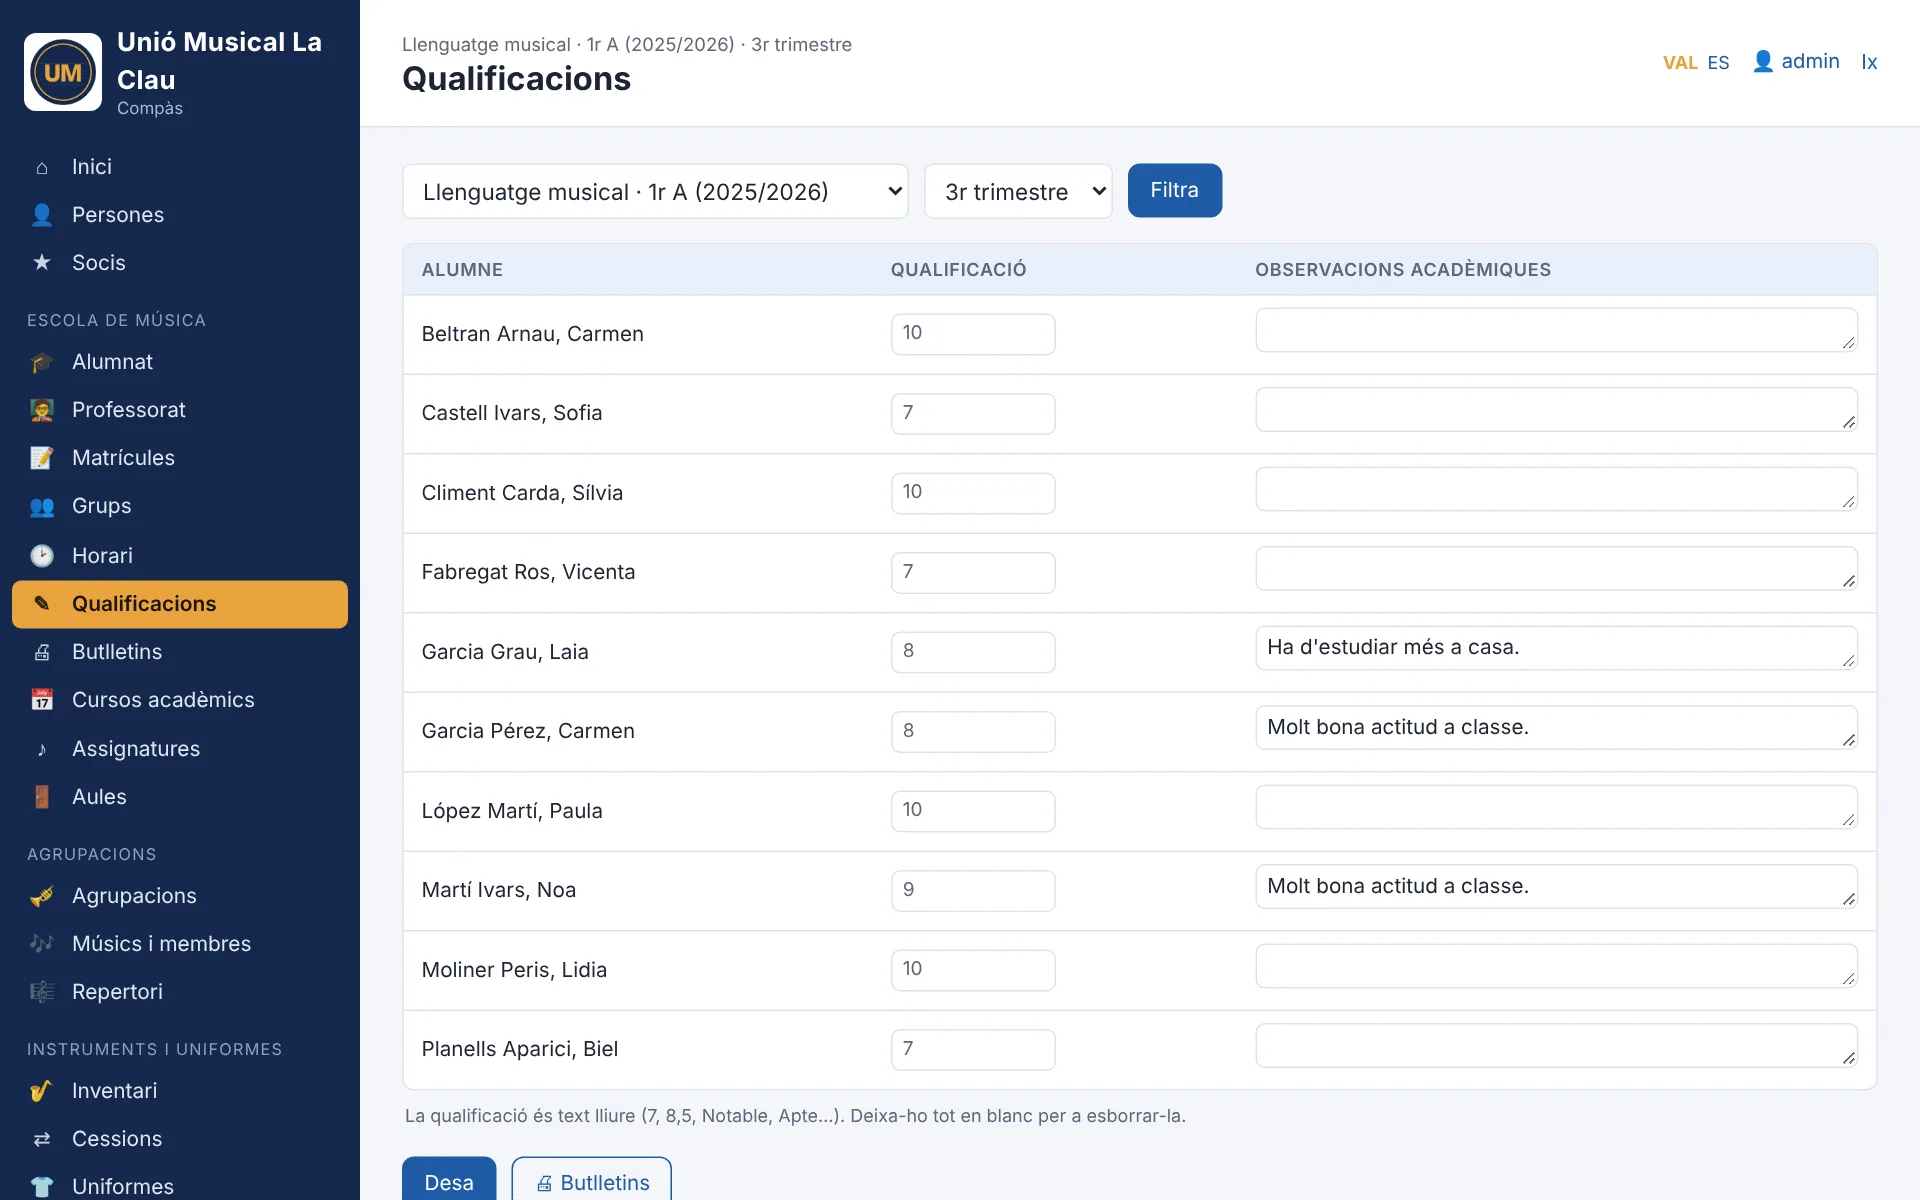 UM
Unió Musical La
Clau
Compàs
Inici
Persones
Socis
ESCOLA DE MÚSICA
Alumnat
Professorat
Matrícules
Grups
Horari
Qualificacions
Butlletins
Cursos acadèmics
Assignatures
Aules
AGRUPACIONS
Agrupacions
Músics i membres
Repertori
INSTRUMENTS I UNIFORMES
Inventari
Cessions
Uniformes
Llenguatge musical · 1r A (2025/2026) · 3r trimestre
Qualificacions
VAL ES admin Ix
Llenguatge musical · 1r A (2025/2026) 3r trimestre Filtra
ALUMNE QUALIFICACIÓ OBSERVACIONS ACADÈMIQUES
Beltran Arnau, Carmen 10
Castell Ivars, Sofia 7
Climent Carda, Sílvia 10
Fabregat Ros, Vicenta 7
Garcia Grau, Laia 8 Ha d'estudiar més a casa.
Garcia Pérez, Carmen 8 Molt bona actitud a classe.
López Martí, Paula 10
Martí Ivars, Noa 9 Molt bona actitud a classe.
Moliner Peris, Lidia 10
Planells Aparici, Biel 7
La qualificació és text lliure (7, 8,5, Notable, Apte…). Deixa-ho tot en blanc per a esborrar-la.
Desa Butlletins